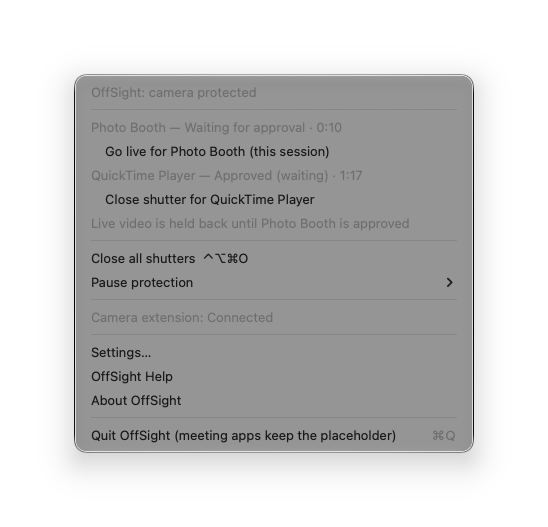 OffSight: camera protected
Photo Booth — Waiting for approval · 0:10
Go live for Photo Booth (this session)
QuickTime Player — Approved (waiting) · 1:17
Close shutter for QuickTime Player
Live video is held back until Photo Booth is approved
Close all shutters ^⌥⌘O
Pause protection
Camera extension: Connected
Settings...
OffSight Help
About OffSight
Quit OffSight (meeting apps keep the placeholder) ⌘Q